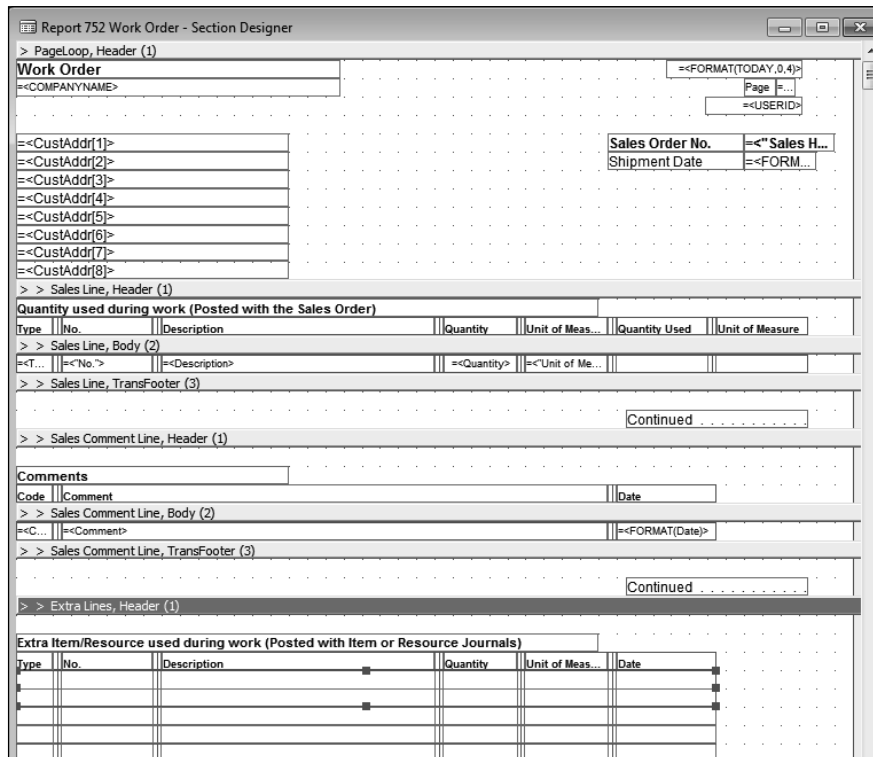 Report 752 Work Order - Section Designer
> PageLoop, Header (1)
Work Order =<FORMAT(TODAY,0,4)>
=<COMPANYNAME> Page =...
=<USERID>
=<CustAddr[1]> Sales Order No. =<"Sales H...
=<CustAddr[2]> Shipment Date =<FORM...
=<CustAddr[3]>
=<CustAddr[4]>
=<CustAddr[5]>
=<CustAddr[6]>
=<CustAddr[7]>
=<CustAddr[8]>
> > Sales Line, Header (1)
Quantity used during work (Posted with the Sales Order)
Type No. Description Quantity Unit of Meas... Quantity Used Unit of Measure
> > Sales Line, Body (2)
=<T... =<"No."> =<Description> =<Quantity> =<"Unit of Me...
> > Sales Line, TransFooter (3)
Continued . . . . . . . . . . .
> > Sales Comment Line, Header (1)
Comments
Code Comment Date
> > Sales Comment Line, Body (2)
=<C... =<Comment> =<FORMAT(Date)>
> > Sales Comment Line, TransFooter (3)
Continued . . . . . . . . . . .
> > Extra Lines, Header (1)
Extra Item/Resource used during work (Posted with Item or Resource Journals)
Type No. Description Quantity Unit of Meas... Date